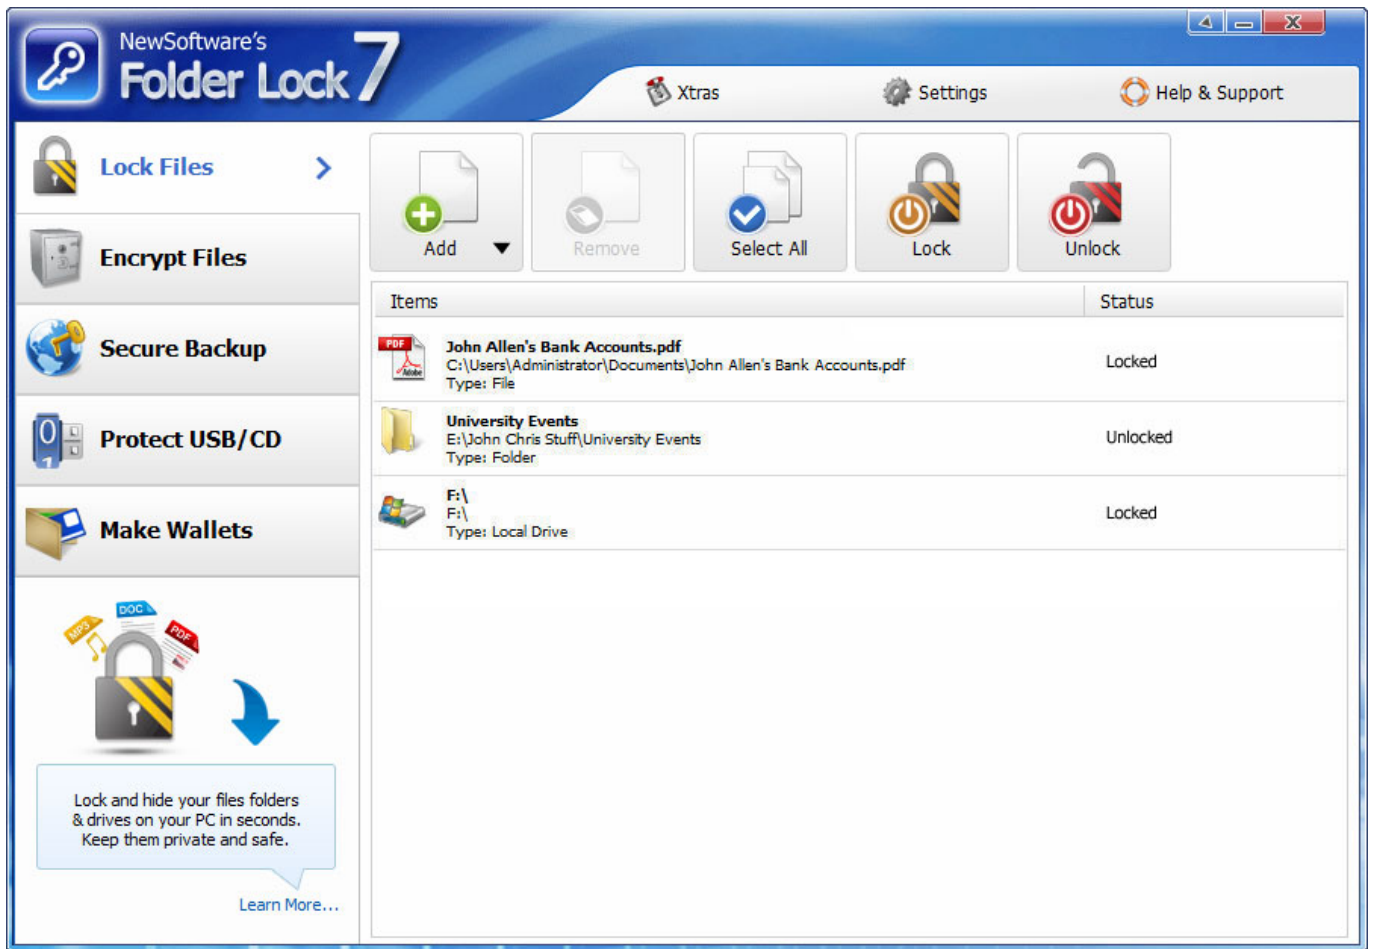 NewSoftware's
Folder Lock 7
Xtras
Settings
Help & Support
Lock Files
Encrypt Files
Secure Backup
Protect USB/CD
Make Wallets
MP3
DOC
PDF
Lock and hide your files folders
& drives on your PC in seconds.
Keep them private and safe.
Learn More...
Add
Remove
Select All
Lock
Unlock
Items
Status
PDF
Adobe
John Allen's Bank Accounts.pdf
C:\Users\Administrator\Documents\John Allen's Bank Accounts.pdf
Type: File
Locked
University Events
E:\John Chris Stuff\University Events
Type: Folder
Unlocked
F:\
F:\
Type: Local Drive
Locked